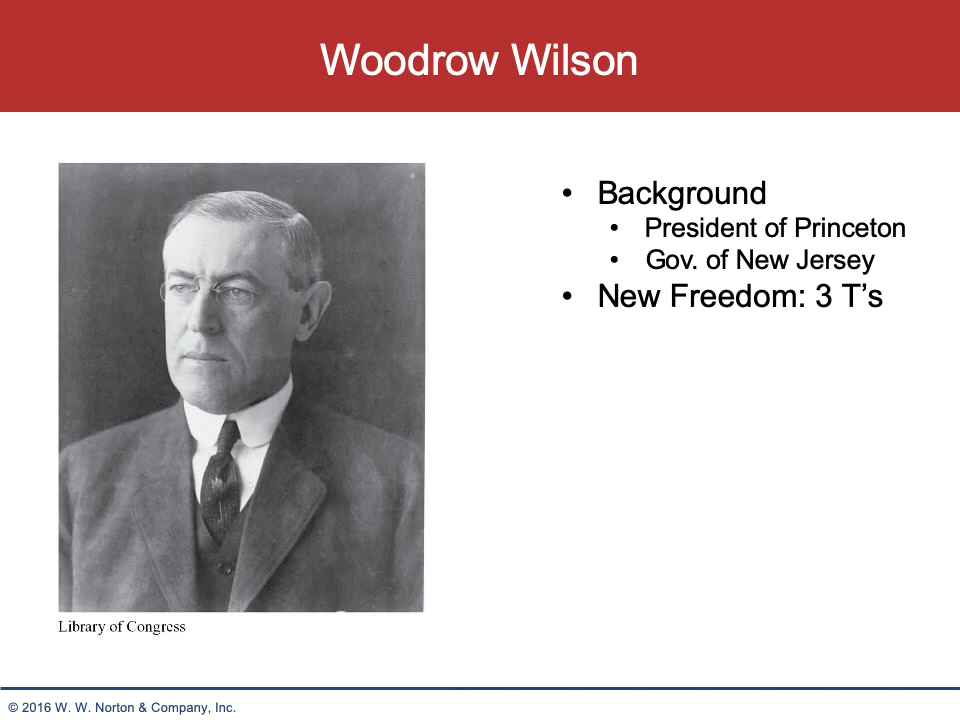 Woodrow Wilson
• Background
• President of Princeton
• Gov. of New Jersey
• New Freedom: 3 T’s
Library of Congress
© 2016 W. W. Norton & Company, Inc.